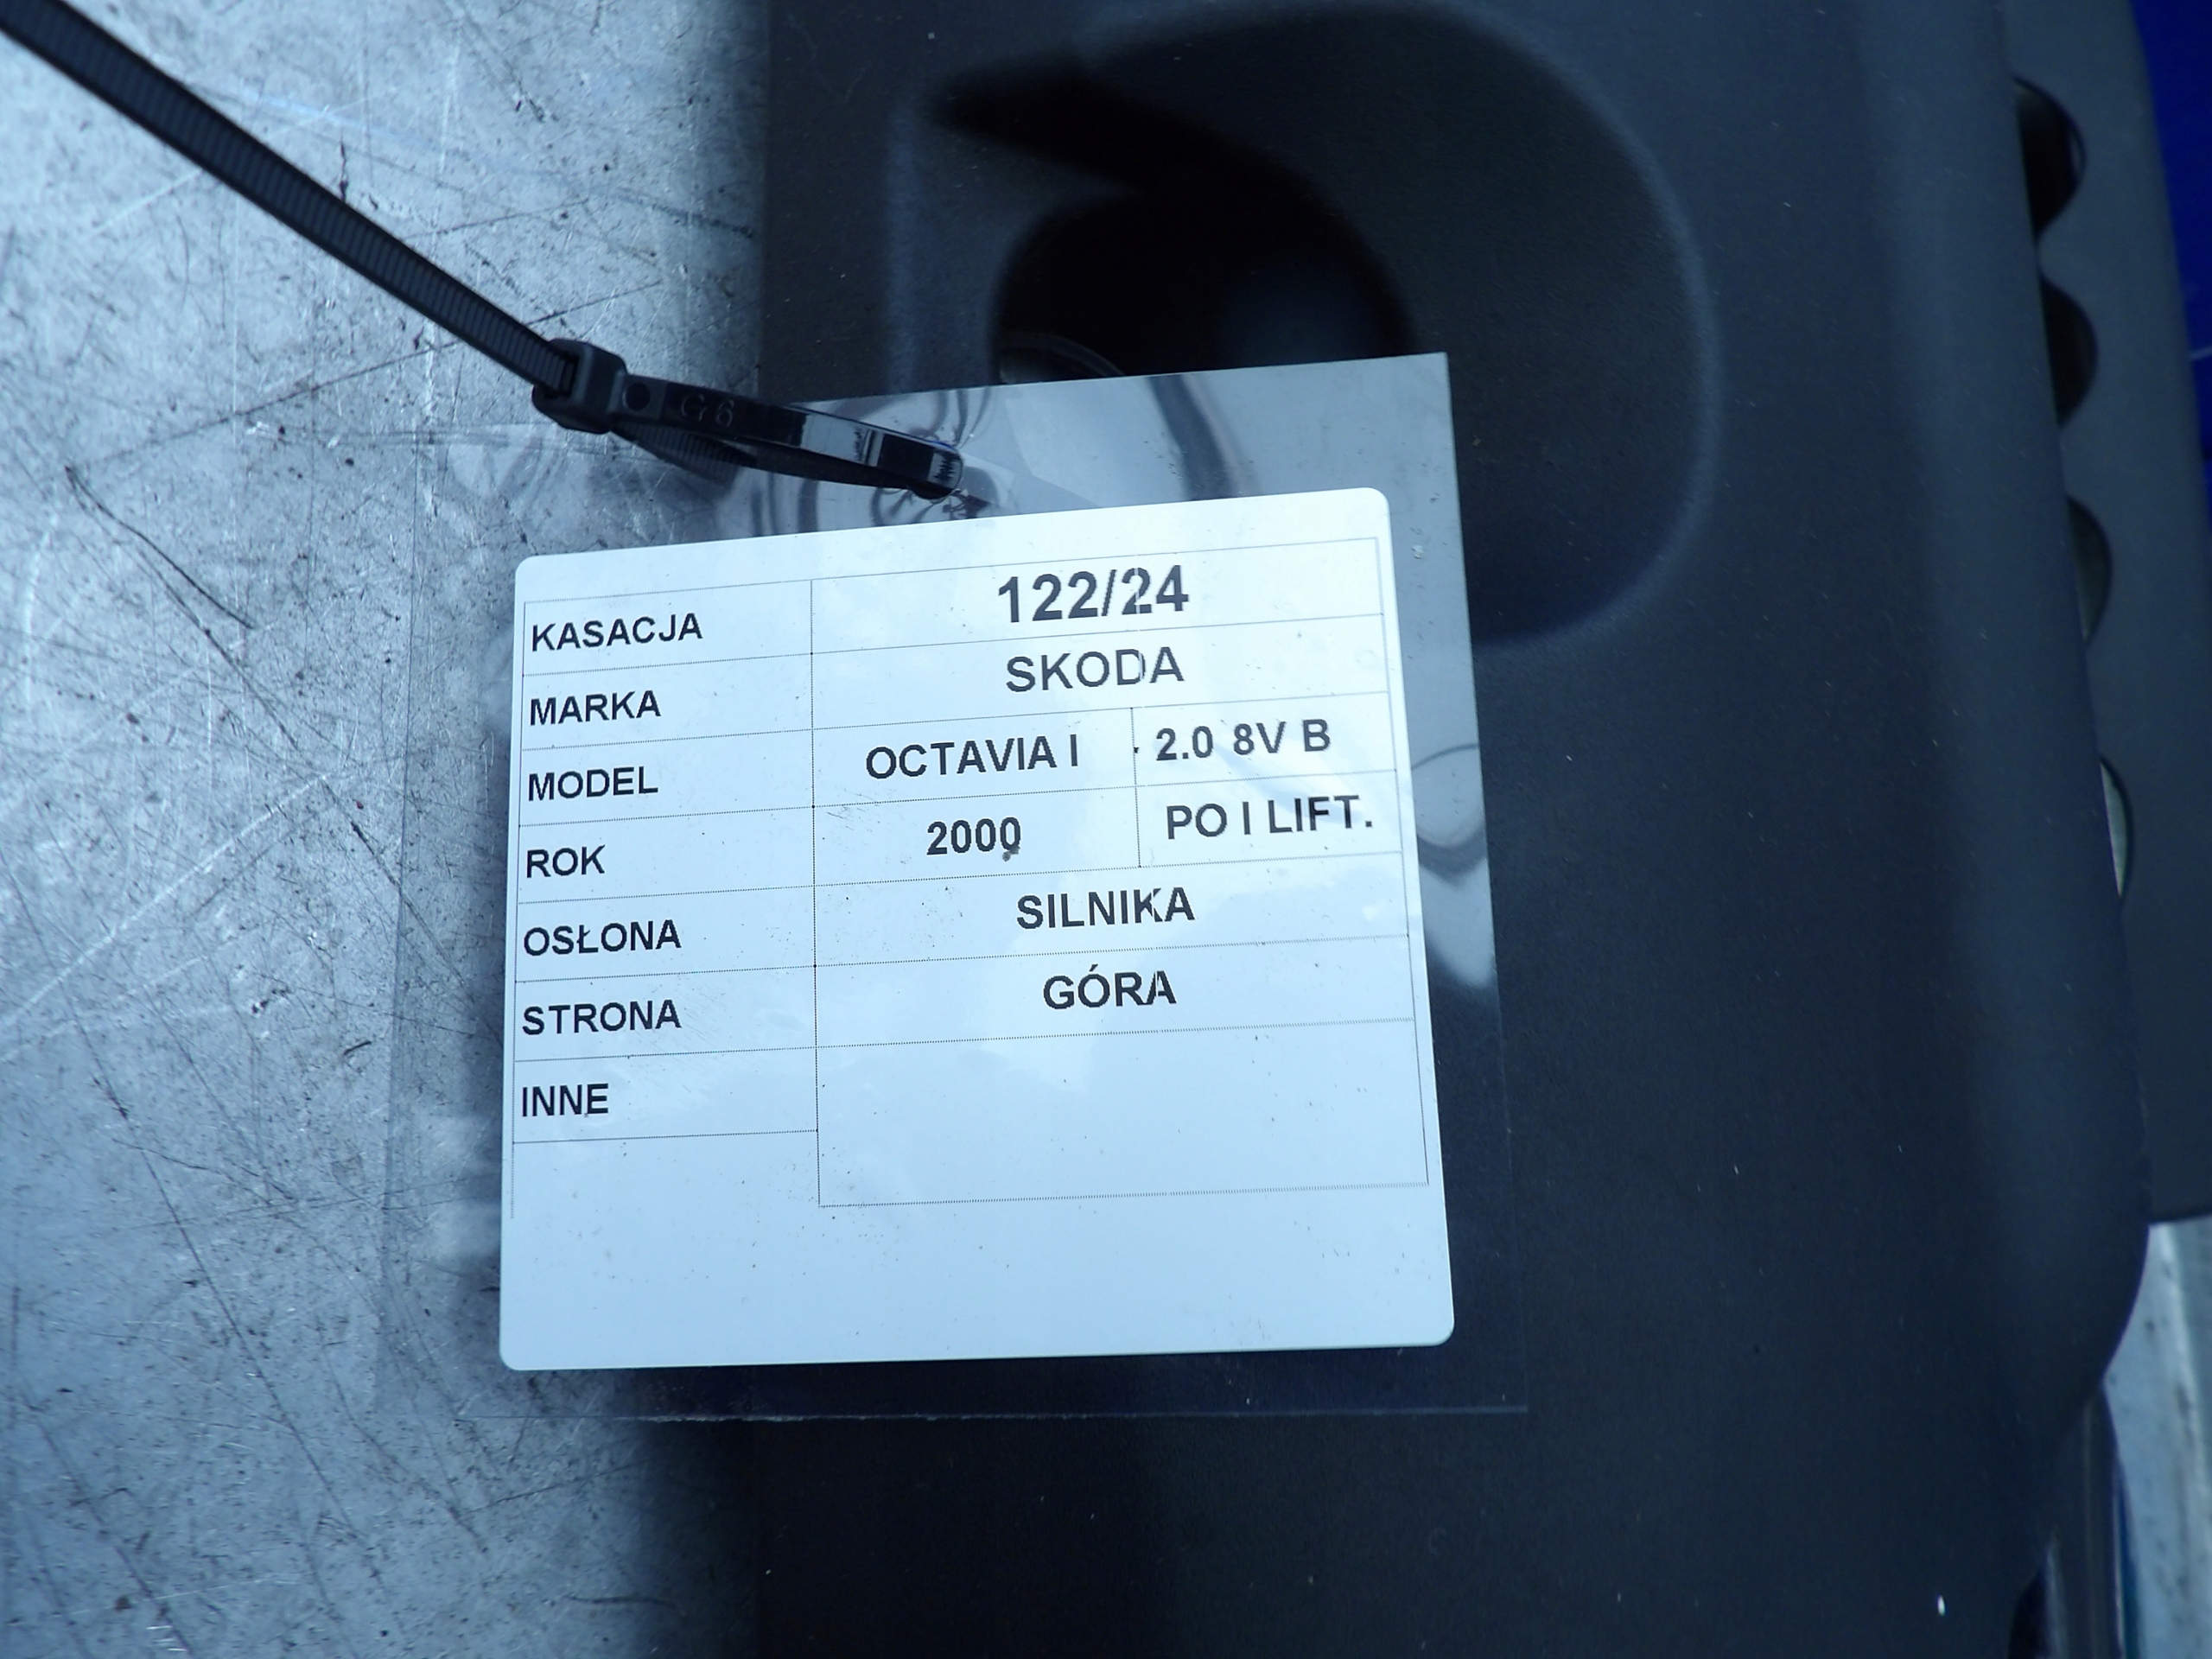 G6
KASACJA 122/24
MARKA SKODA
MODEL OCTAVIA I 2.0 8V B
ROK 2000 PO I LIFT.
OSŁONA SILNIKA
STRONA GÓRA
INNE